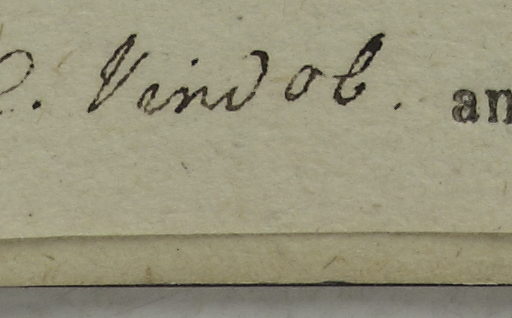 . Vindob. an